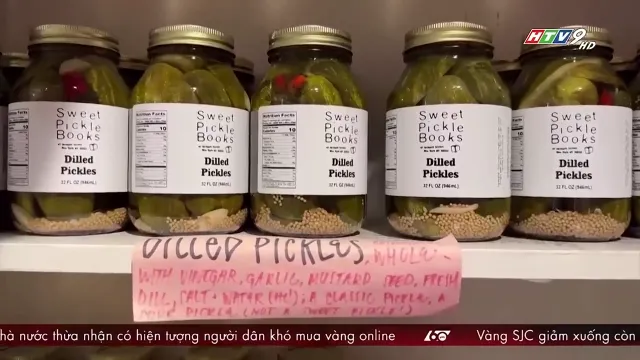 HTV9 HD
Sweet
Pickle
Books
Dilled
Pickles
32 FL OZ (946mL)
Nutrition Facts
10
Sweet
Pickle
Books
Dilled
Pickles
32 FL OZ (946mL)
Nutrition Facts
10
Sweet
Pickle
Books
Dilled
Pickles
32 FL OZ (946mL)
Sweet
Pickle
Books
Dilled
Pickles
32 FL OZ (946mL)
Nutrition Facts
10
Sweet
Pickle
Books
Dilled
Pickles
32 FL OZ (946mL)
DILLED PICKLES, WHOLE-
WITH VINEGAR, GARLIC, MUSTARD SEED, FRESH
DILL, SALT + WATER
A CLASSIC PICKLE, A
PICKLE (NOT A SWEET PICKLE!)
hà nước thừa nhận có hiện tượng người dân khó mua vàng online
60
Vàng SJC giảm xuống còn